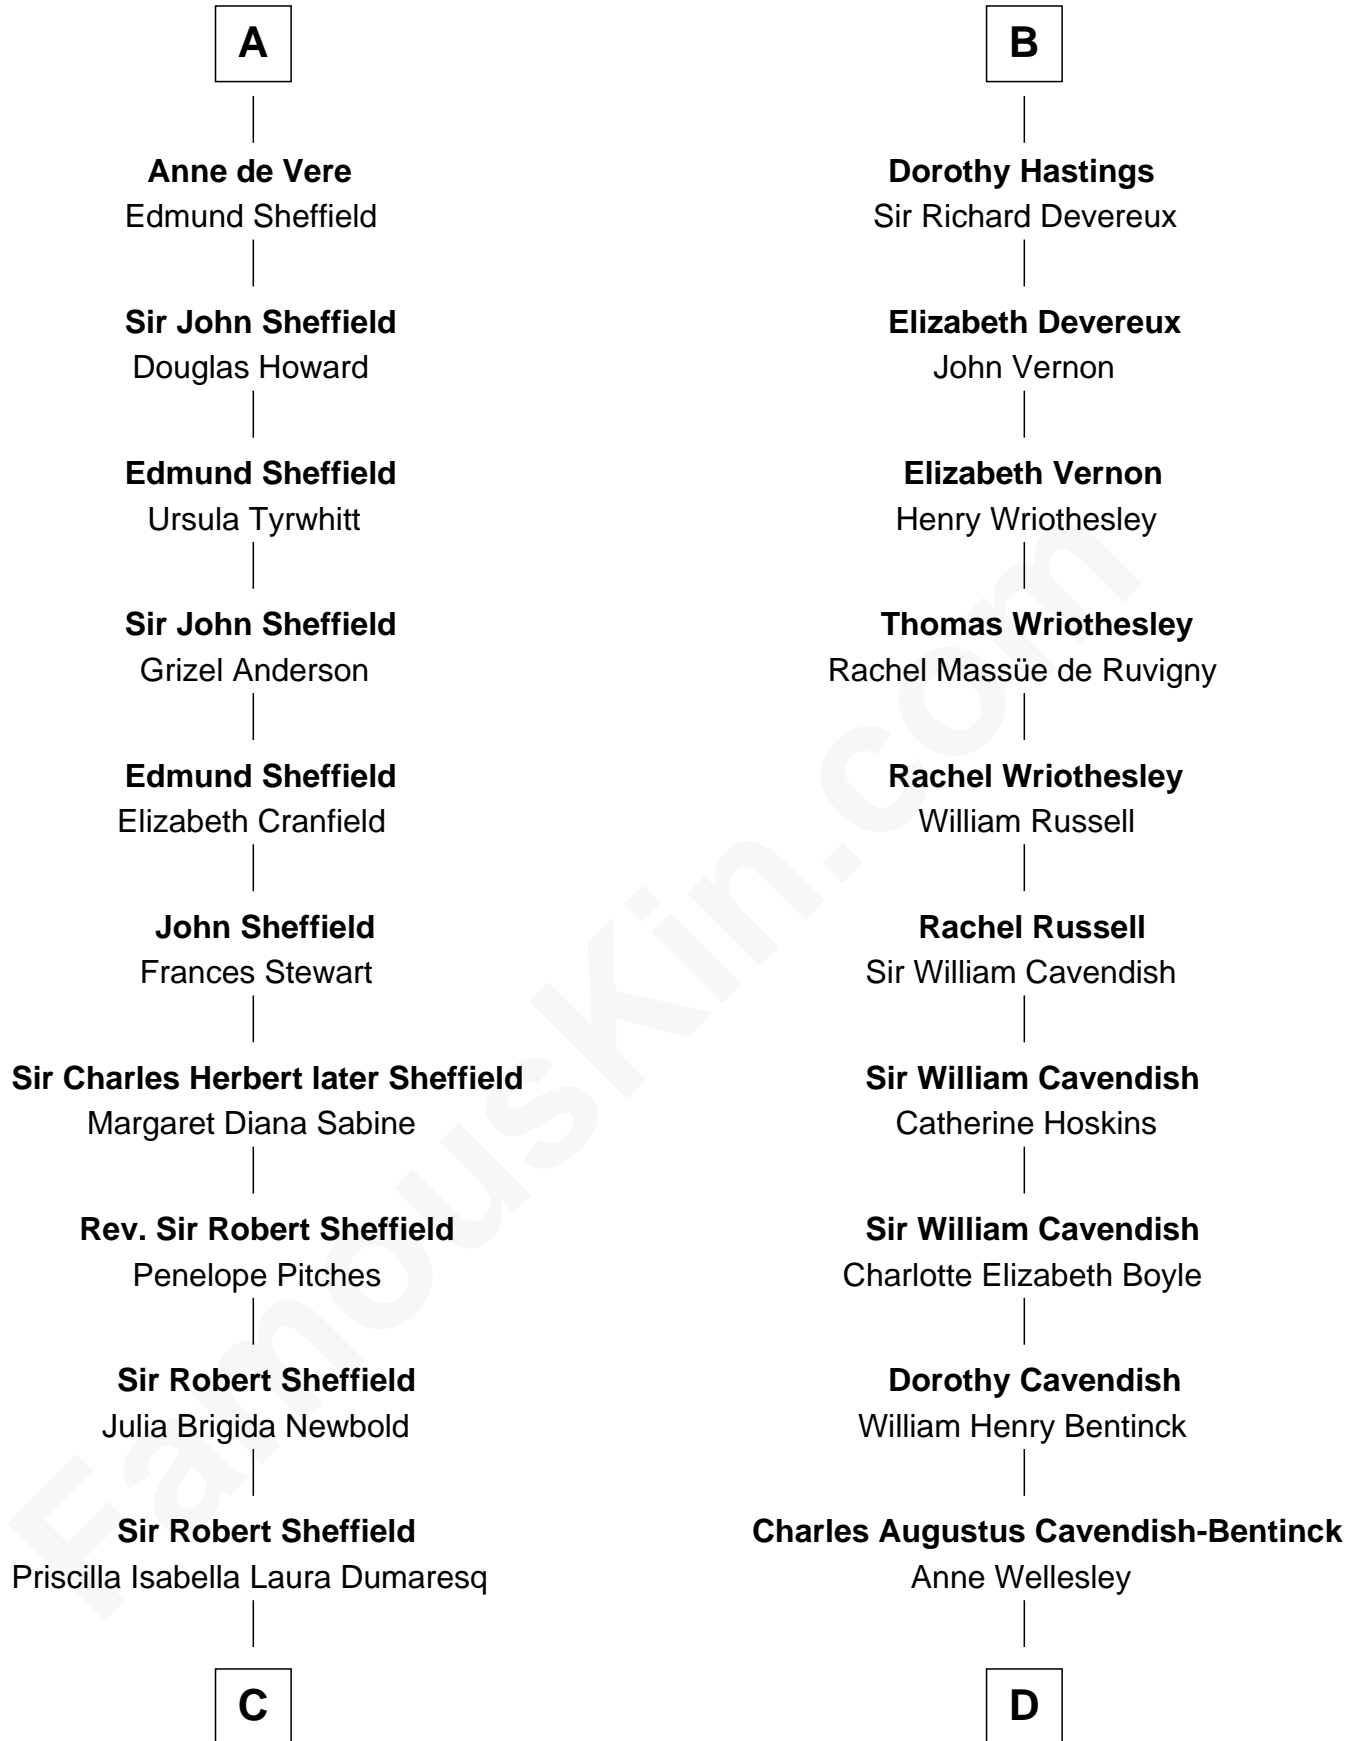 A
Anne de Vere
Edmund Sheffield
Sir John Sheffield
Douglas Howard
Edmund Sheffield
Ursula Tyrwhitt
Sir John Sheffield
Grizel Anderson
Edmund Sheffield
Elizabeth Cranfield
John Sheffield
Frances Stewart
Sir Charles Herbert later Sheffield
Margaret Diana Sabine
Rev. Sir Robert Sheffield
Penelope Pitches
Sir Robert Sheffield
Julia Brigida Newbold
Sir Robert Sheffield
Priscilla Isabella Laura Dumaresq
C
B
Dorothy Hastings
Sir Richard Devereux
Elizabeth Devereux
John Vernon
Elizabeth Vernon
Henry Wriothesley
Thomas Wriothesley
Rachel Massüe de Ruvigny
Rachel Wriothesley
William Russell
Rachel Russell
Sir William Cavendish
Sir William Cavendish
Catherine Hoskins
Sir William Cavendish
Charlotte Elizabeth Boyle
Dorothy Cavendish
William Henry Bentinck
Charles Augustus Cavendish-Bentinck
Anne Wellesley
D
FamousKin.com